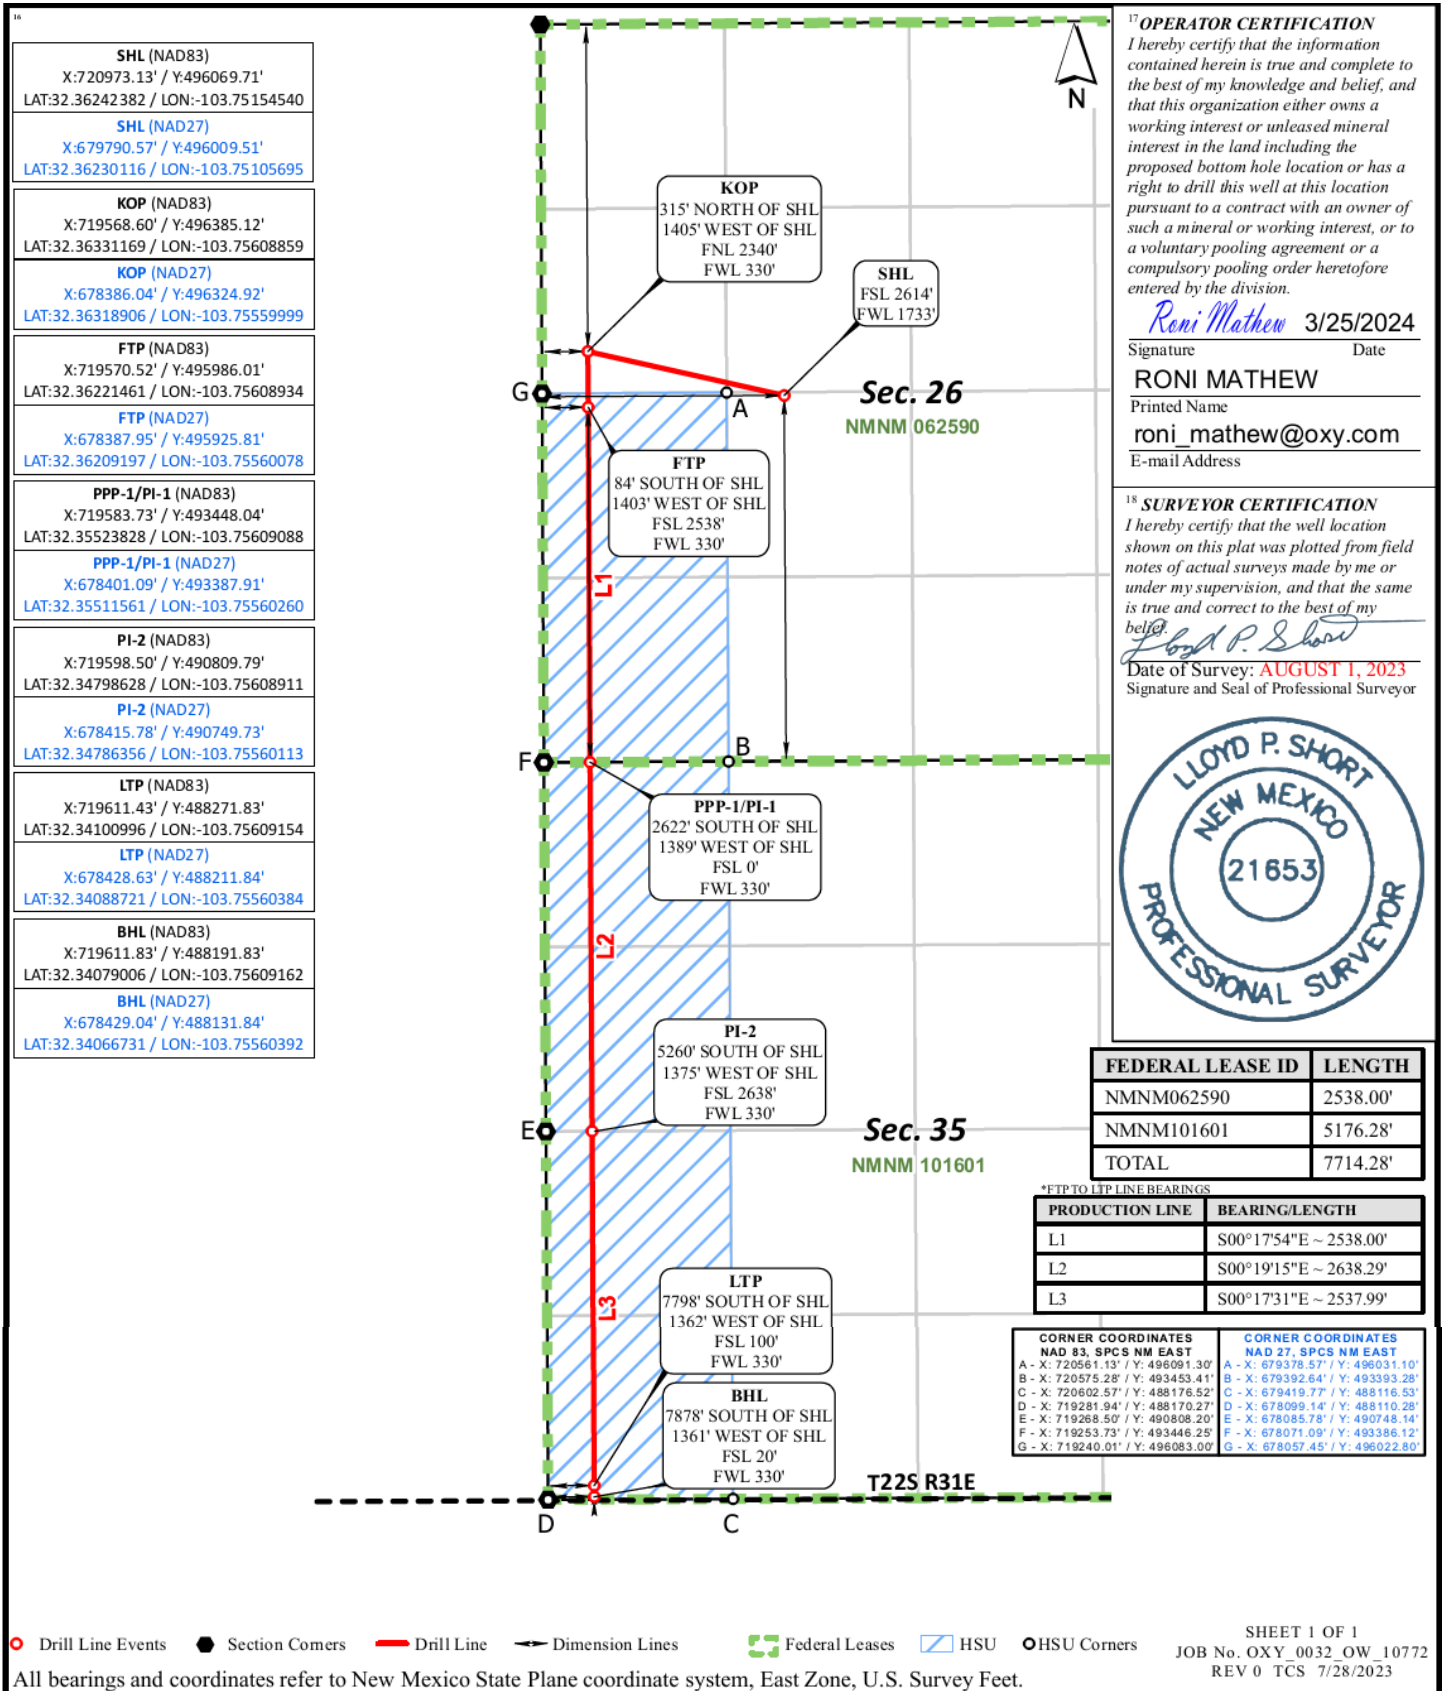 16
SHL (NAD83)
X:720973.13' / Y:496069.71'
LAT:32.36242382 / LON:-103.75154540
SHL (NAD27)
X:679790.57' / Y:496009.51'
LAT:32.36230116 / LON:-103.75105695
KOP (NAD83)
X:719568.60' / Y:496385.12'
LAT:32.36331169 / LON:-103.75608859
KOP (NAD27)
X:678386.04' / Y:496324.92'
LAT:32.36318906 / LON:-103.75559999
FTP (NAD83)
X:719570.52' / Y:495986.01'
LAT:32.36221461 / LON:-103.75608934
FTP (NAD27)
X:678387.95' / Y:495925.81'
LAT:32.36209197 / LON:-103.75560078
PPP-1/PI-1 (NAD83)
X:719583.73' / Y:493448.04'
LAT:32.35523828 / LON:-103.75609088
PPP-1/PI-1 (NAD27)
X:678401.09' / Y:493387.91'
LAT:32.35511561 / LON:-103.75560260
PI-2 (NAD83)
X:719598.50' / Y:490809.79'
LAT:32.34798628 / LON:-103.75608911
PI-2 (NAD27)
X:678415.78' / Y:490749.73'
LAT:32.34786356 / LON:-103.75560113
LTP (NAD83)
X:719611.43' / Y:488271.83'
LAT:32.34100996 / LON:-103.75609154
LTP (NAD27)
X:678428.63' / Y:488211.84'
LAT:32.34088721 / LON:-103.75560384
BHL (NAD83)
X:719611.83' / Y:488191.83'
LAT:32.34079006 / LON:-103.75609162
BHL (NAD27)
X:678429.04' / Y:488131.84'
LAT:32.34066731 / LON:-103.75560392
N
KOP
315' NORTH OF SHL
1405' WEST OF SHL
FNL 2340'
FWL 330'
SHL
FSL 2614'
FWL 1733'
G
A
Sec. 26
NMNM 062590
FTP
84' SOUTH OF SHL
1403' WEST OF SHL
FSL 2538'
FWL 330'
L1
F
B
PPP-1/PI-1
2622' SOUTH OF SHL
1389' WEST OF SHL
FSL 0'
FWL 330'
L2
PI-2
5260' SOUTH OF SHL
1375' WEST OF SHL
FSL 2638'
FWL 330'
E
Sec. 35
NMNM 101601
L3
LTP
7798' SOUTH OF SHL
1362' WEST OF SHL
FSL 100'
FWL 330'
BHL
7878' SOUTH OF SHL
1361' WEST OF SHL
FSL 20'
FWL 330'
T22S R31E
D
C
17 OPERATOR CERTIFICATION
I hereby certify that the information
contained herein is true and complete to
the best of my knowledge and belief, and
that this organization either owns a
working interest or unleased mineral
interest in the land including the
proposed bottom hole location or has a
right to drill this well at this location
pursuant to a contract with an owner of
such a mineral or working interest, or to
a voluntary pooling agreement or a
compulsory pooling order heretofore
entered by the division.
Roni Mathew 3/25/2024
Signature Date
RONI MATHEW
Printed Name
roni_mathew@oxy.com
E-mail Address
18 SURVEYOR CERTIFICATION
I hereby certify that the well location
shown on this plat was plotted from field
notes of actual surveys made by me or
under my supervision, and that the same
is true and correct to the best of my
belief.
Lloyd P. Short
Date of Survey: AUGUST 1, 2023
Signature and Seal of Professional Surveyor
LLOYD P. SHORT
NEW MEXICO
21653
PROFESSIONAL SURVEYOR
FEDERAL LEASE ID LENGTH
NMNM062590 2538.00'
NMNM101601 5176.28'
TOTAL 7714.28'
*FTP TO LTP LINE BEARINGS
PRODUCTION LINE BEARING/LENGTH
L1 S00°17'54"E ~ 2538.00'
L2 S00°19'15"E ~ 2638.29'
L3 S00°17'31"E ~ 2537.99'
CORNER COORDINATES
NAD 83, SPCS NM EAST
A - X: 720561.13' / Y: 496091.30'
B - X: 720575.28' / Y: 493453.41'
C - X: 720602.57' / Y: 488176.52'
D - X: 719281.94' / Y: 488170.27'
E - X: 719268.50' / Y: 490808.20'
F - X: 719253.73' / Y: 493446.25'
G - X: 719240.01' / Y: 496083.00'
CORNER COORDINATES
NAD 27, SPCS NM EAST
A - X: 679378.57' / Y: 496031.10'
B - X: 679392.64' / Y: 493393.28'
C - X: 679419.77' / Y: 488116.53'
D - X: 678099.14' / Y: 488110.28'
E - X: 678085.78' / Y: 490748.14'
F - X: 678071.09' / Y: 493386.12'
G - X: 678057.45' / Y: 496022.80'
Drill Line Events Section Corners Drill Line Dimension Lines Federal Leases HSU HSU Corners
All bearings and coordinates refer to New Mexico State Plane coordinate system, East Zone, U.S. Survey Feet.
SHEET 1 OF 1
JOB No. OXY_0032_OW_10772
REV 0 TCS 7/28/2023